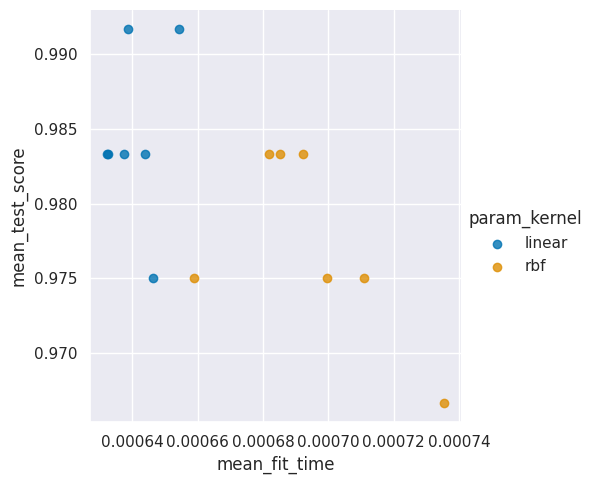 0.990
0.985
0.980
0.975
0.970
mean_test_score
0.00064
0.00066
0.00068
0.00070
0.00072
0.00074
mean_fit_time
param_kernel
linear
rbf